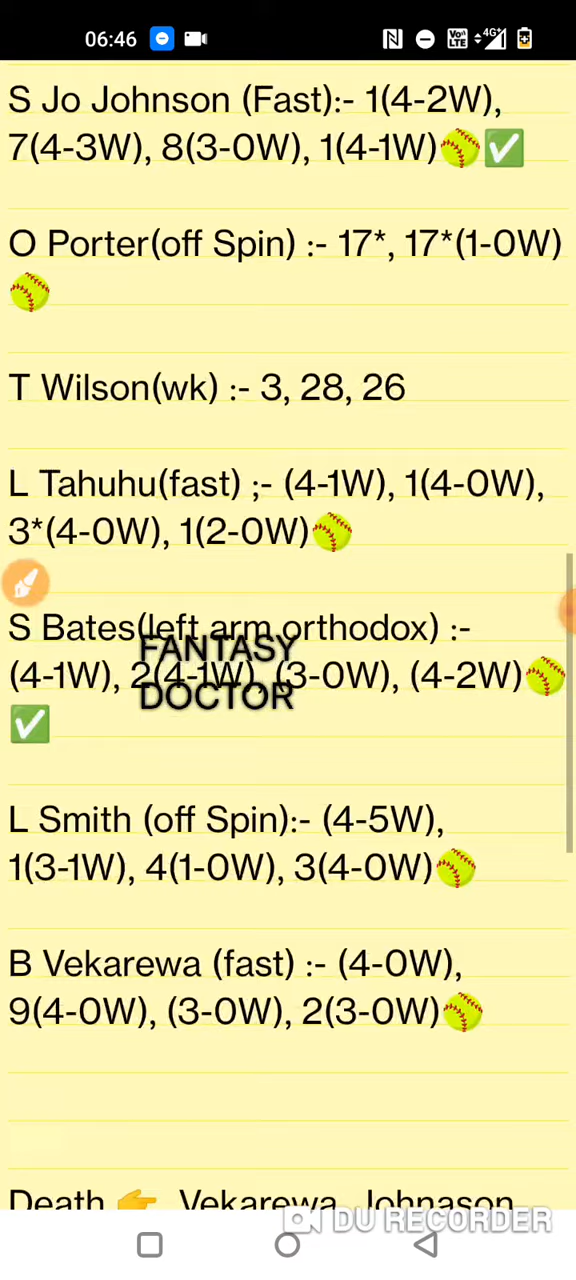 06:46
VoLTE 4G+
S Jo Johnson (Fast):- 1(4-2W),
7(4-3W), 8(3-0W), 1(4-1W)🥎✅
O Porter(off Spin) :- 17*, 17*(1-0W)
🥎
T Wilson(wk) :- 3, 28, 26
L Tahuhu(fast) ;- (4-1W), 1(4-0W),
3*(4-0W), 1(2-0W)🥎
S Bates(left arm orthodox) :-
(4-1W), 2(4-1W), (3-0W), (4-2W)🥎
✅
FANTASY
DOCTOR
L Smith (off Spin):- (4-5W),
1(3-1W), 4(1-0W), 3(4-0W)🥎
B Vekarewa (fast) :- (4-0W),
9(4-0W), (3-0W), 2(3-0W)🥎
Death 👉 Vekarewa, Johnason
DU RECORDER